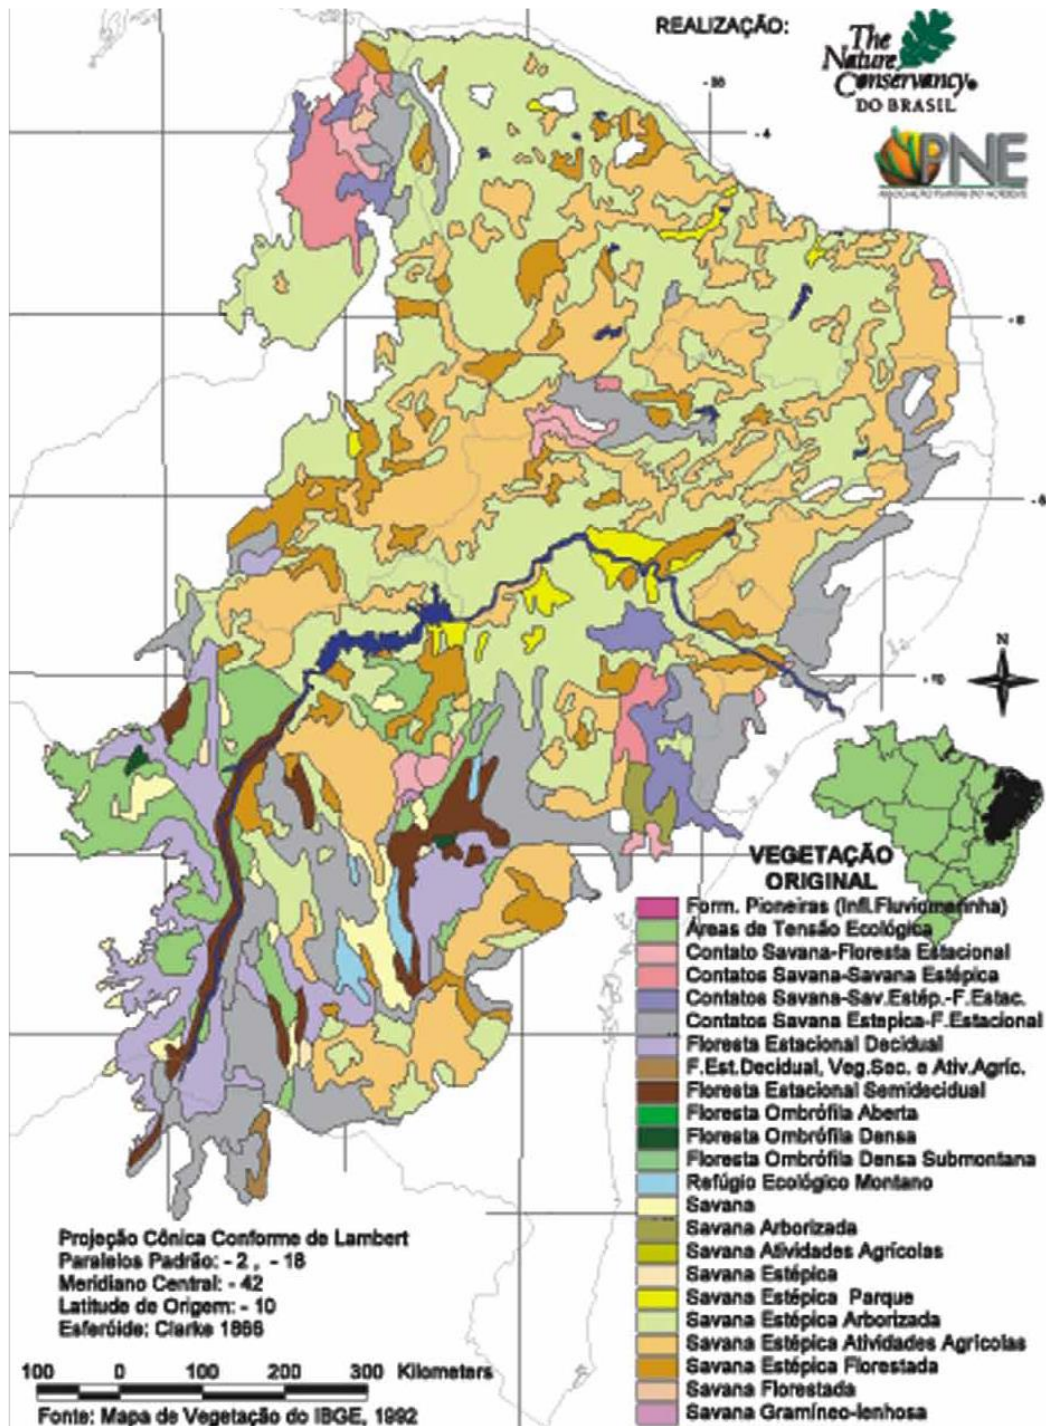 REALIZAÇÃO:
The
Nature
Conservancy®
DO BRASIL
PNE
ASSOCIAÇÃO PLANTAS DO NORDESTE
- 4
N
VEGETAÇÃO
ORIGINAL
Form. Pioneiras (Infl.Fluviomarinha)
Áreas de Tensão Ecológica
Contato Savana-Floresta Estacional
Contatos Savana-Savana Estépica
Contatos Savana-Sav.Estép.-F.Estac.
Contatos Savana Estepica-F.Estacional
Floresta Estacional Decidual
F.Est.Decidual, Veg.Sec. e Ativ.Agríc.
Floresta Estacional Semidecidual
Floresta Ombrófila Aberta
Floresta Ombrófila Densa
Floresta Ombrófila Densa Submontana
Refúgio Ecológico Montano
Savana
Savana Arborizada
Savana Atividades Agrícolas
Savana Estépica
Savana Estépica Parque
Savana Estépica Arborizada
Savana Estépica Atividades Agrícolas
Savana Estépica Florestada
Savana Florestada
Savana Gramíneo-lenhosa
Projeção Cônica Conforme de Lambert
Paralelos Padrão: - 2 , - 18
Meridiano Central: - 42
Latitude de Origem: - 10
Esferóide: Clarke 1866
100 0 100 200 300 Kilometers
Fonte: Mapa de Vegetação do IBGE, 1992